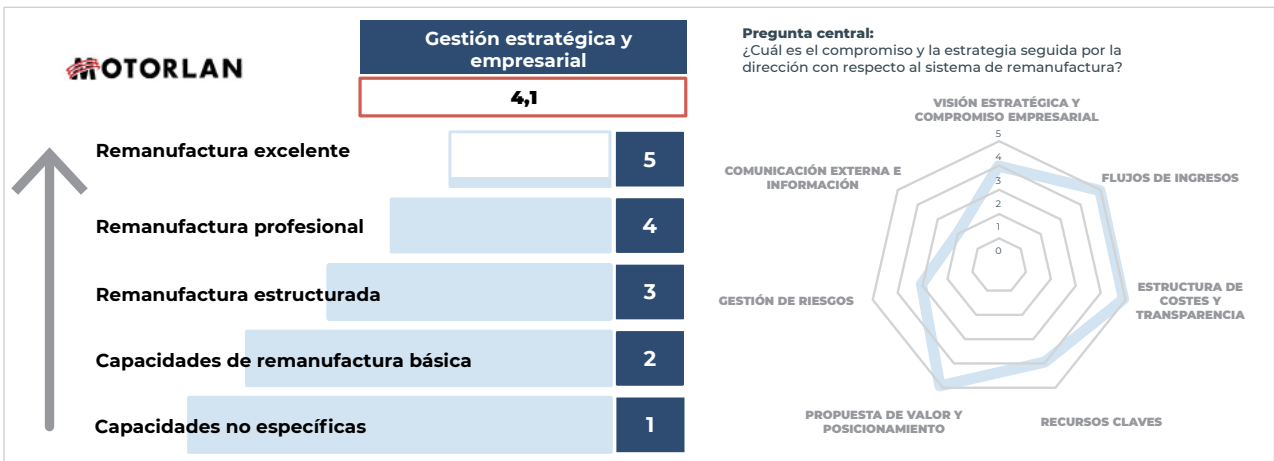 MOTORLAN
Gestión estratégica y
empresarial
4,1
Remanufactura excelente
5
Remanufactura profesional
4
Remanufactura estructurada
3
Capacidades de remanufactura básica
2
Capacidades no específicas
1
Pregunta central:
¿Cuál es el compromiso y la estrategia seguida por la
dirección con respecto al sistema de remanufactura?
VISIÓN ESTRATÉGICA Y
COMPROMISO EMPRESARIAL
5
4
3
2
1
0
COMUNICACIÓN EXTERNA E
INFORMACIÓN
FLUJOS DE INGRESOS
GESTIÓN DE RIESGOS
ESTRUCTURA DE
COSTES Y
TRANSPARENCIA
PROPUESTA DE VALOR Y
POSICIONAMIENTO
RECURSOS CLAVES